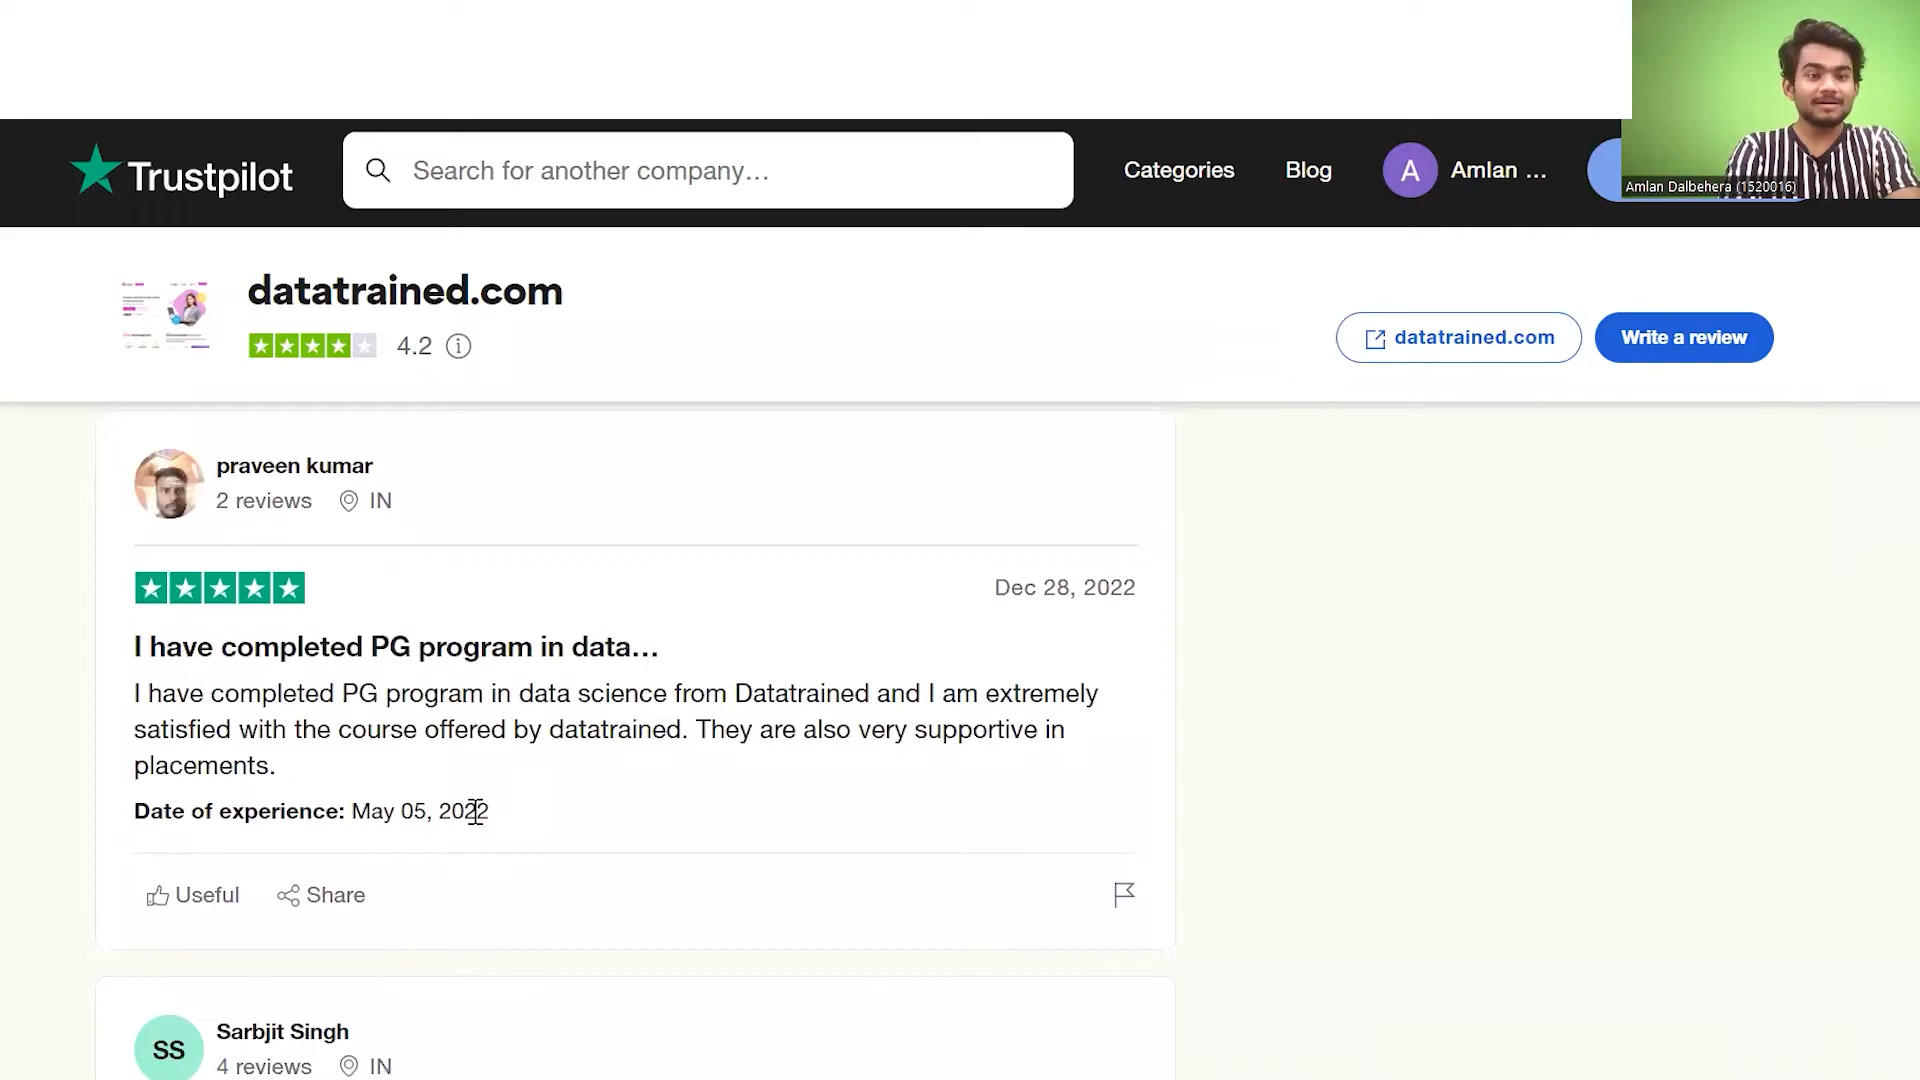 Trustpilot
Search for another company...
Categories
Blog
A
Amlan ...
Amlan Dalbehera (1520016)
datatrained.com
4.2
datatrained.com
Write a review
praveen kumar
2 reviews IN
Dec 28, 2022
I have completed PG program in data...
I have completed PG program in data science from Datatrained and I am extremely
satisfied with the course offered by datatrained. They are also very supportive in
placements.
Date of experience: May 05, 2022
Useful Share
SS
Sarbjit Singh
4 reviews IN